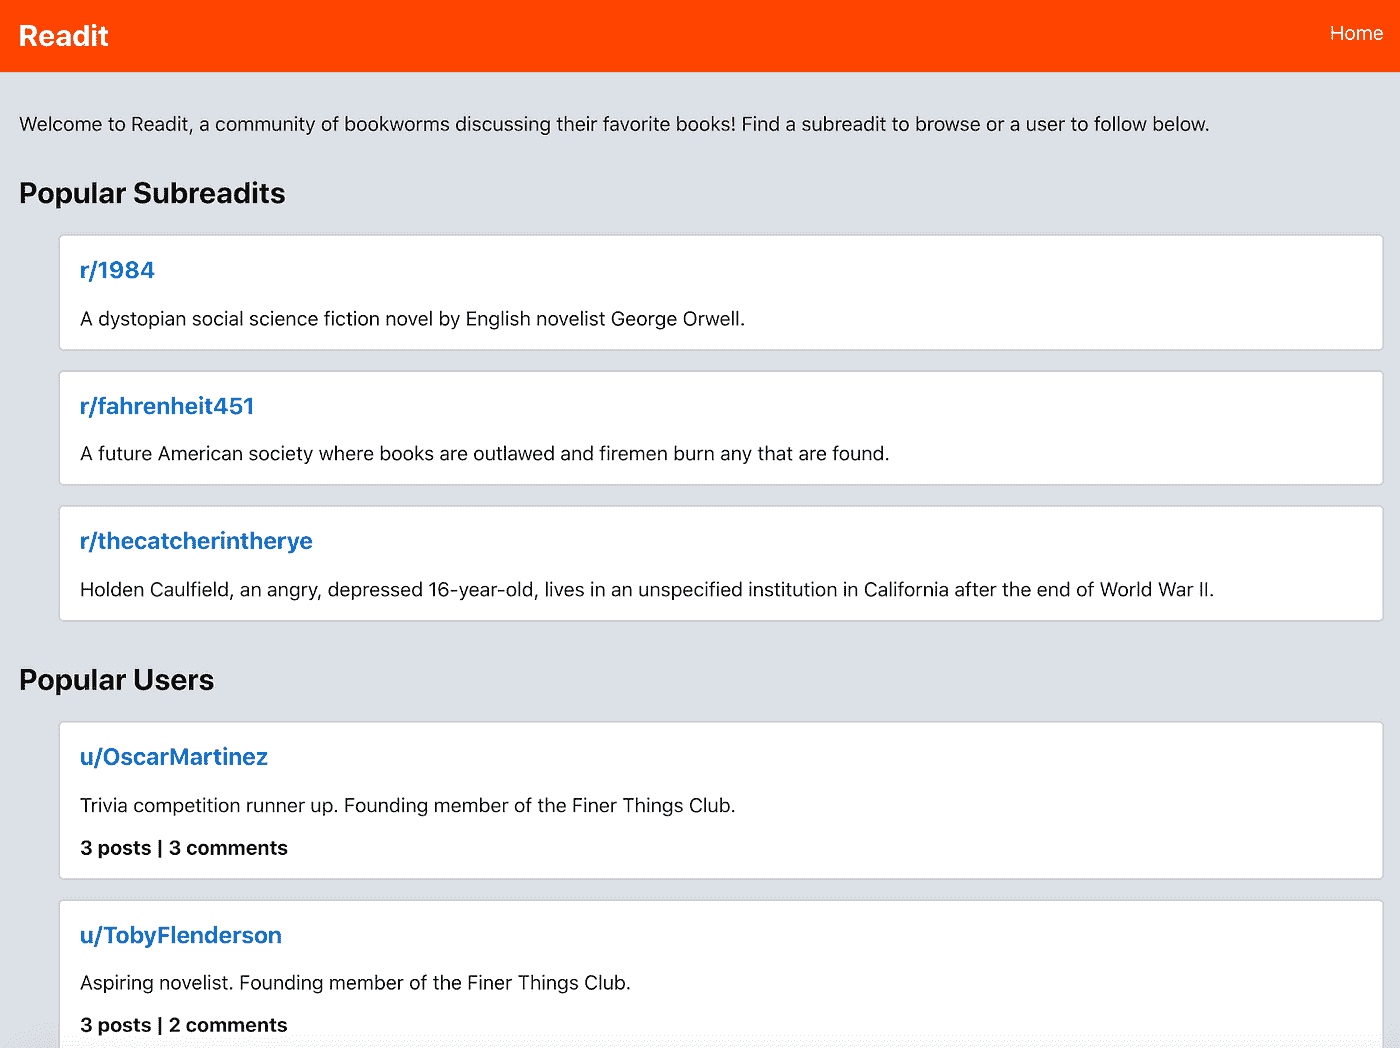 Readit
Home
Welcome to Readit, a community of bookworms discussing their favorite books! Find a subreadit to browse or a user to follow below.
Popular Subreadits
r/1984
A dystopian social science fiction novel by English novelist George Orwell.
r/fahrenheit451
A future American society where books are outlawed and firemen burn any that are found.
r/thecatcherintherye
Holden Caulfield, an angry, depressed 16-year-old, lives in an unspecified institution in California after the end of World War II.
Popular Users
u/OscarMartinez
Trivia competition runner up. Founding member of the Finer Things Club.
3 posts | 3 comments
u/TobyFlenderson
Aspiring novelist. Founding member of the Finer Things Club.
3 posts | 2 comments